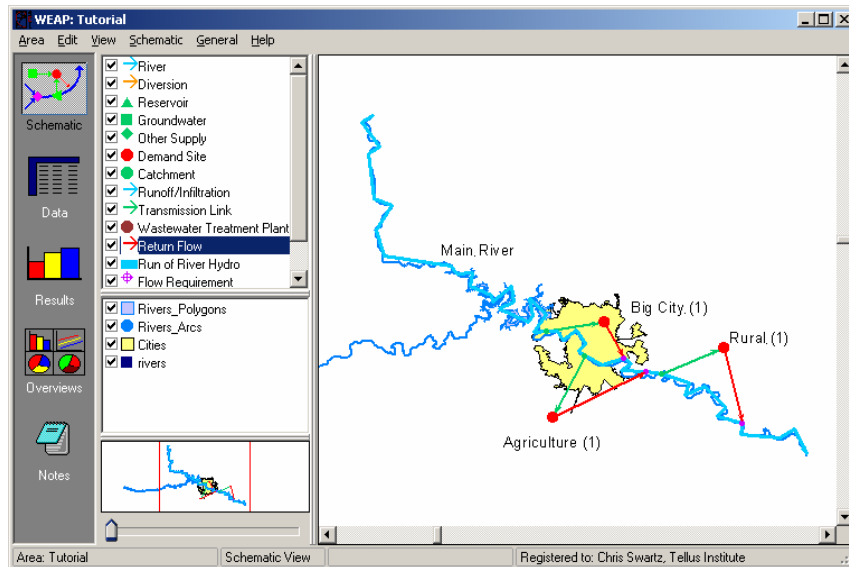 WEAP: Tutorial
Area Edit View Schematic General Help
Schematic
Data
Results
Overviews
Notes
River
Diversion
Reservoir
Groundwater
Other Supply
Demand Site
Catchment
Runoff/Infiltration
Transmission Link
Wastewater Treatment Plant
Return Flow
Run of River Hydro
Flow Requirement
Rivers_Polygons
Rivers_Arcs
Cities
rivers
Main River
Big City (1)
Rural (1)
Agriculture (1)
Area: Tutorial
Schematic View
Registered to: Chris Swartz, Tellus Institute